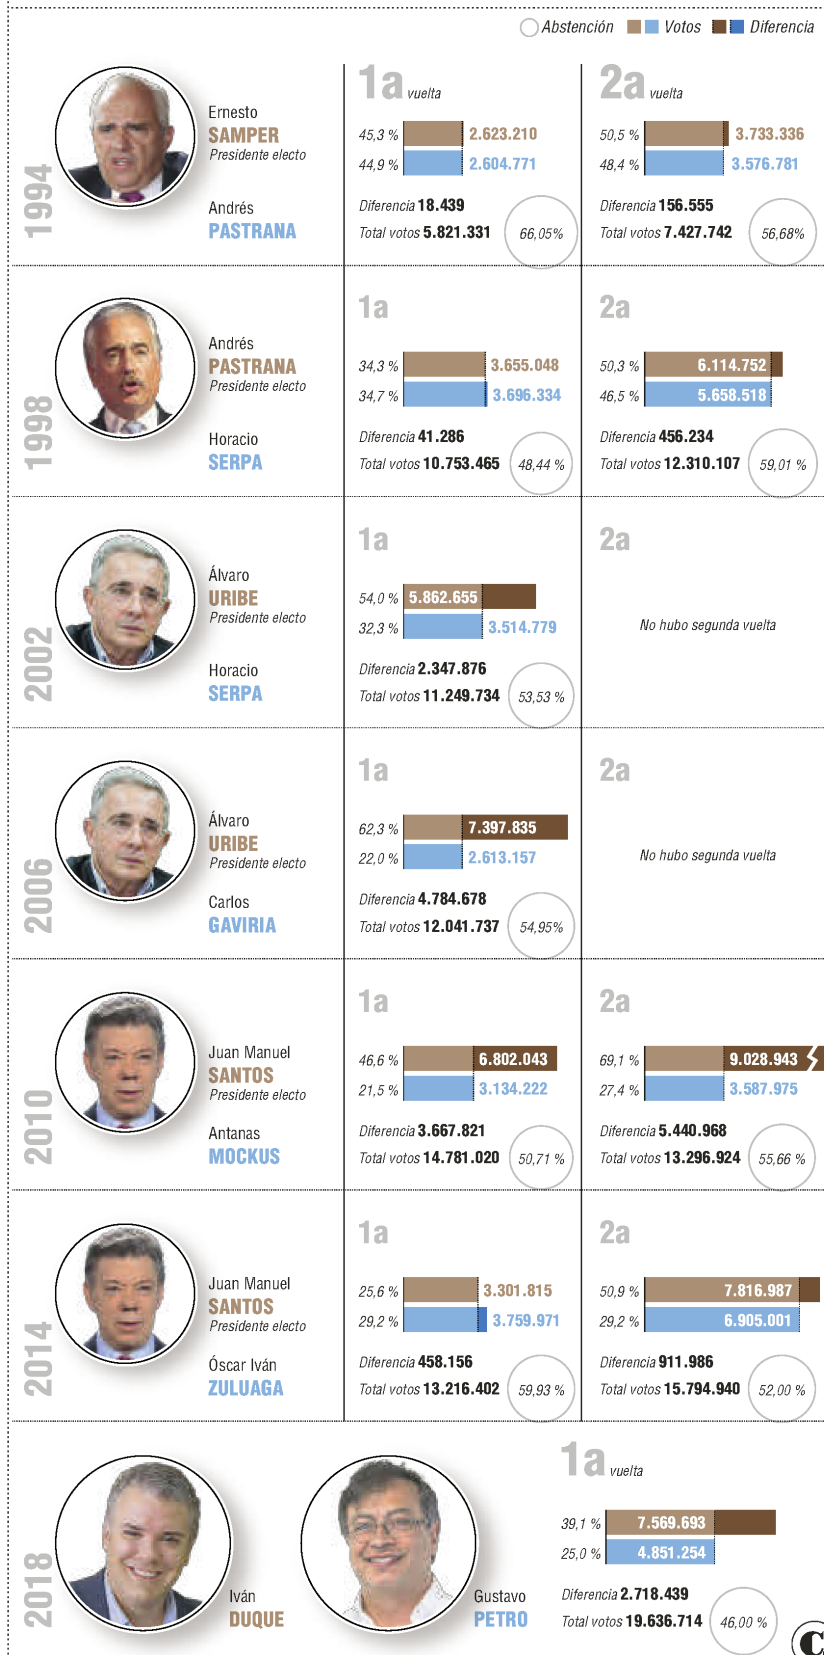 Abstención Votos Diferencia
1994
Ernesto
SAMPER
Presidente electo
Andrés
PASTRANA
1a vuelta
45,3 % 2.623.210
44,9 % 2.604.771
Diferencia 18.439
Total votos 5.821.331 66,05%
2a vuelta
50,5 % 3.733.336
48,4 % 3.576.781
Diferencia 156.555
Total votos 7.427.742 56,68%
1998
Andrés
PASTRANA
Presidente electo
Horacio
SERPA
1a
34,3 % 3.655.048
34,7 % 3.696.334
Diferencia 41.286
Total votos 10.753.465 48,44 %
2a
50,3 % 6.114.752
46,5 % 5.658.518
Diferencia 456.234
Total votos 12.310.107 59,01 %
2002
Álvaro
URIBE
Presidente electo
Horacio
SERPA
1a
54,0 % 5.862.655
32,3 % 3.514.779
Diferencia 2.347.876
Total votos 11.249.734 53,53 %
2a
No hubo segunda vuelta
2006
Álvaro
URIBE
Presidente electo
Carlos
GAVIRIA
1a
62,3 % 7.397.835
22,0 % 2.613.157
Diferencia 4.784.678
Total votos 12.041.737 54,95%
2a
No hubo segunda vuelta
2010
Juan Manuel
SANTOS
Presidente electo
Antanas
MOCKUS
1a
46,6 % 6.802.043
21,5 % 3.134.222
Diferencia 3.667.821
Total votos 14.781.020 50,71 %
2a
69,1 % 9.028.943
27,4 % 3.587.975
Diferencia 5.440.968
Total votos 13.296.924 55,66 %
2014
Juan Manuel
SANTOS
Presidente electo
Óscar Iván
ZULUAGA
1a
25,6 % 3.301.815
29,2 % 3.759.971
Diferencia 458.156
Total votos 13.216.402 59,93 %
2a
50,9 % 7.816.987
29,2 % 6.905.001
Diferencia 911.986
Total votos 15.794.940 52,00 %
2018
Iván
DUQUE
Gustavo
PETRO
1a vuelta
39,1 % 7.569.693
25,0 % 4.851.254
Diferencia 2.718.439
Total votos 19.636.714 46,00 %
C